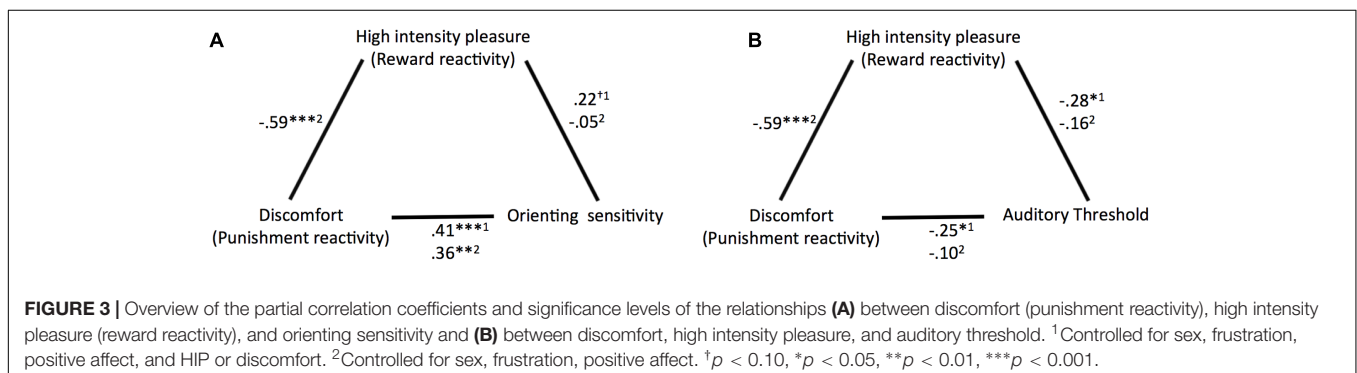 A
High intensity pleasure
(Reward reactivity)
-.59***²
.22†¹
-.05²
Discomfort
(Punishment reactivity)
Orienting sensitivity
.41***¹
.36**²
B
High intensity pleasure
(Reward reactivity)
-.59***²
-.28*¹
-.16²
Discomfort
(Punishment reactivity)
Auditory Threshold
-.25*¹
-.10²
FIGURE 3 | Overview of the partial correlation coefficients and significance levels of the relationships (A) between discomfort (punishment reactivity), high intensity
pleasure (reward reactivity), and orienting sensitivity and (B) between discomfort, high intensity pleasure, and auditory threshold. ¹Controlled for sex, frustration,
positive affect, and HIP or discomfort. ²Controlled for sex, frustration, positive affect. †p < 0.10, *p < 0.05, **p < 0.01, ***p < 0.001.